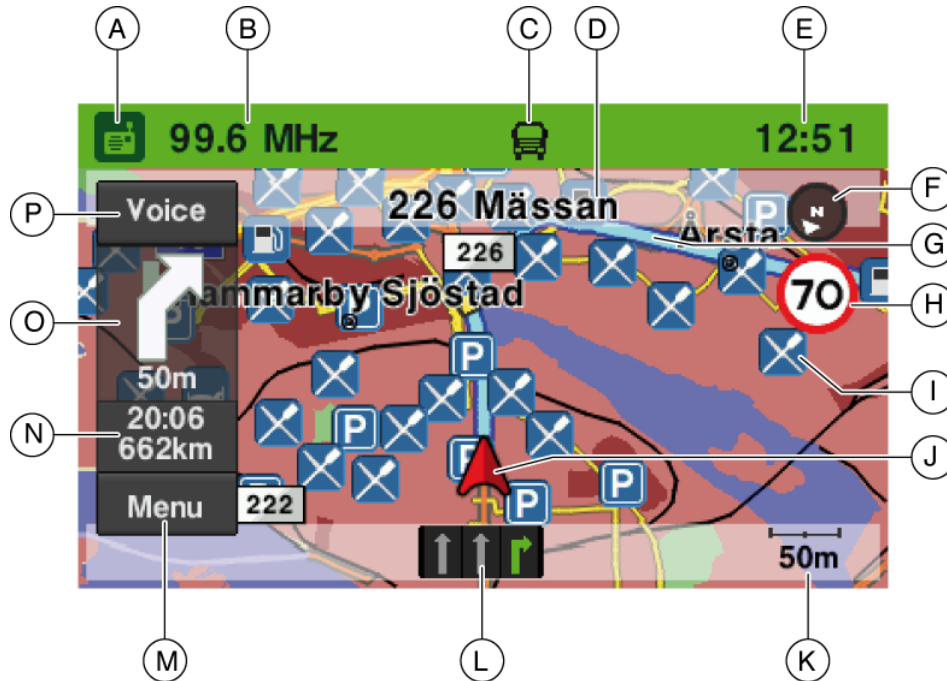 A B C D E
99.6 MHz 12:51
P Voice 226 Mässan P N F
Årsta G
226
ammarby Sjöstad 70 H
O
50m P I
20:06
N 662km P J
P
Menu 222 P P
50m
M L K